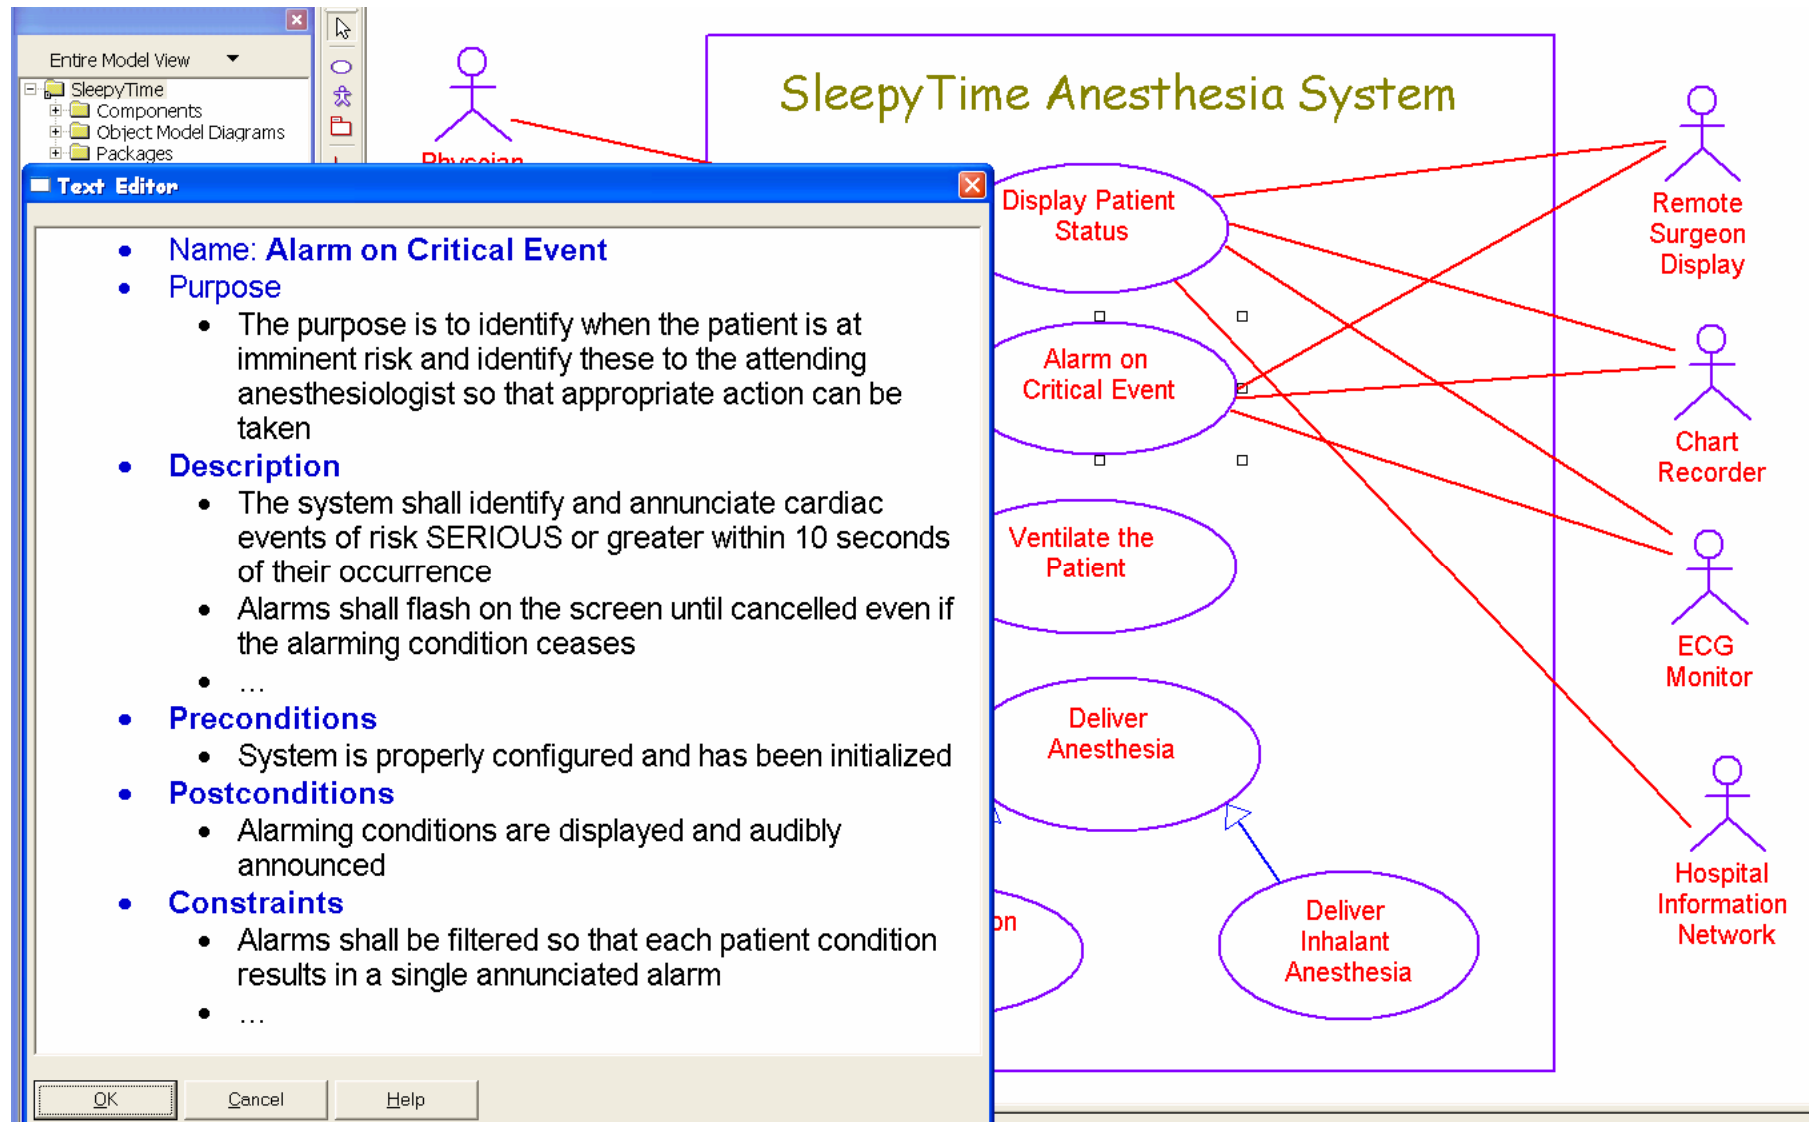 Entire Model View
SleepyTime
Components
Object Model Diagrams
Packages
Text Editor
• Name: Alarm on Critical Event
• Purpose
• The purpose is to identify when the patient is at
imminent risk and identify these to the attending
anesthesiologist so that appropriate action can be
taken
• Description
• The system shall identify and annunciate cardiac
events of risk SERIOUS or greater within 10 seconds
of their occurrence
• Alarms shall flash on the screen until cancelled even if
the alarming condition ceases
• ...
• Preconditions
• System is properly configured and has been initialized
• Postconditions
• Alarming conditions are displayed and audibly
announced
• Constraints
• Alarms shall be filtered so that each patient condition
results in a single annunciated alarm
• ...
OK
Cancel
Help
SleepyTime Anesthesia System
Display Patient
Status
Alarm on
Critical Event
Ventilate the
Patient
Deliver
Anesthesia
on
Deliver
Inhalant
Anesthesia
Remote
Surgeon
Display
Chart
Recorder
ECG
Monitor
Hospital
Information
Network